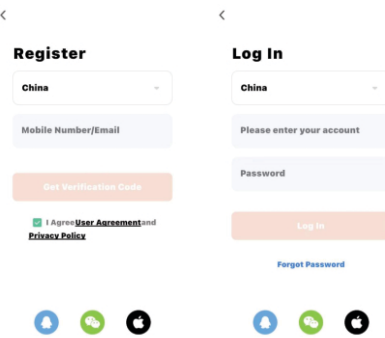 Register
China
Mobile Number/Email
Get Verification Code
I Agree User Agreement and
Privacy Policy
Log In
China
Please enter your account
Password
Log In
Forgot Password